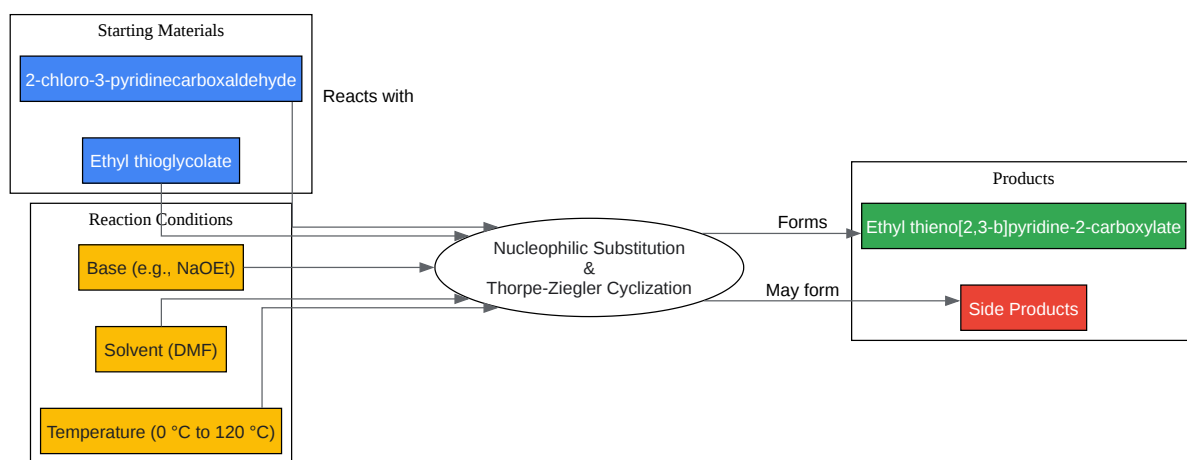 Starting Materials
2-chloro-3-pyridinecarboxaldehyde
Reacts with
Ethyl thioglycolate
Reaction Conditions
Base (e.g., NaOEt)
Solvent (DMF)
Temperature (0 °C to 120 °C)
Nucleophilic Substitution
&
Thorpe-Ziegler Cyclization
Forms
May form
Products
Ethyl thieno[2,3-b]pyridine-2-carboxylate
Side Products